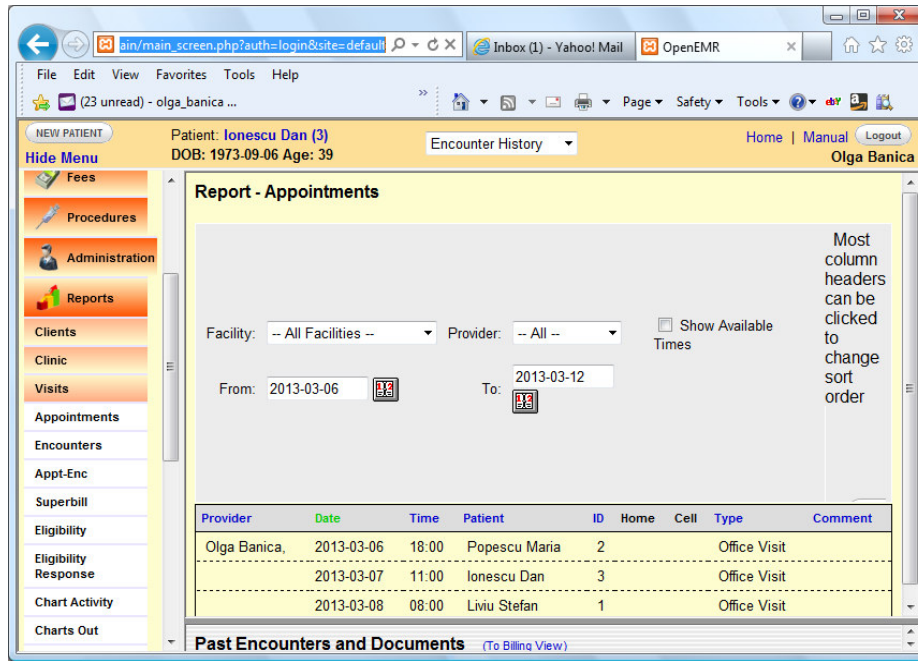 ain/main_screen.php?auth=login&site=default
Inbox (1) - Yahoo! Mail
OpenEMR
File Edit View Favorites Tools Help
(23 unread) - olga_banica ...
Page Safety Tools
ebY
NEW PATIENT
Hide Menu
Patient: Ionescu Dan (3)
DOB: 1973-09-06 Age: 39
Encounter History
Home | Manual Logout
Olga Banica
Fees
Procedures
Administration
Reports
Clients
Clinic
Visits
Appointments
Encounters
Appt-Enc
Superbill
Eligibility
Eligibility
Response
Chart Activity
Charts Out
Report - Appointments
Facility: -- All Facilities -- Provider: -- All -- Show Available
Times
From: 2013-03-06 To: 2013-03-12
Most
column
headers
can be
clicked
to
change
sort
order
Provider Date Time Patient ID Home Cell Type Comment
Olga Banica, 2013-03-06 18:00 Popescu Maria 2 Office Visit
2013-03-07 11:00 Ionescu Dan 3 Office Visit
2013-03-08 08:00 Liviu Stefan 1 Office Visit
Past Encounters and Documents (To Billing View)